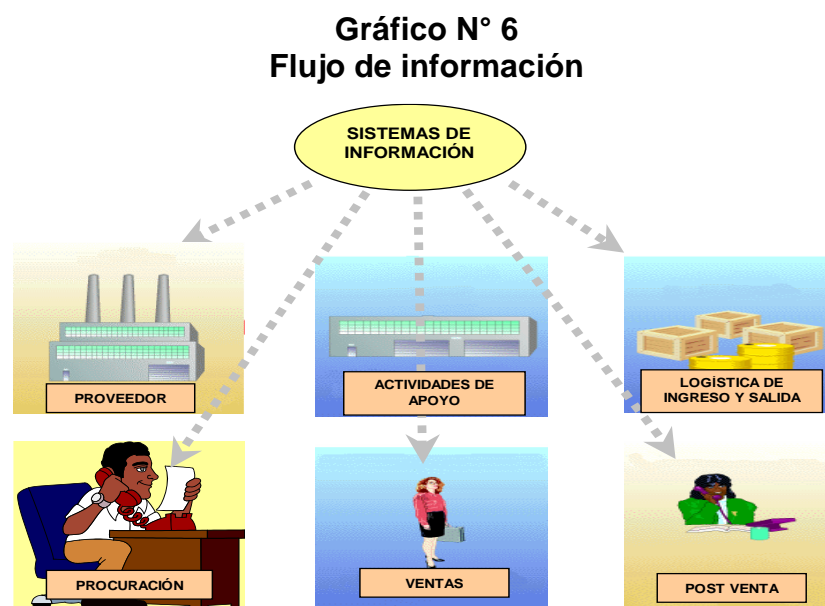 Gráfico N° 6
Flujo de información
SISTEMAS DE
INFORMACIÓN
PROVEEDOR
ACTIVIDADES DE
APOYO
LOGÍSTICA DE
INGRESO Y SALIDA
PROCURACIÓN
VENTAS
POST VENTA